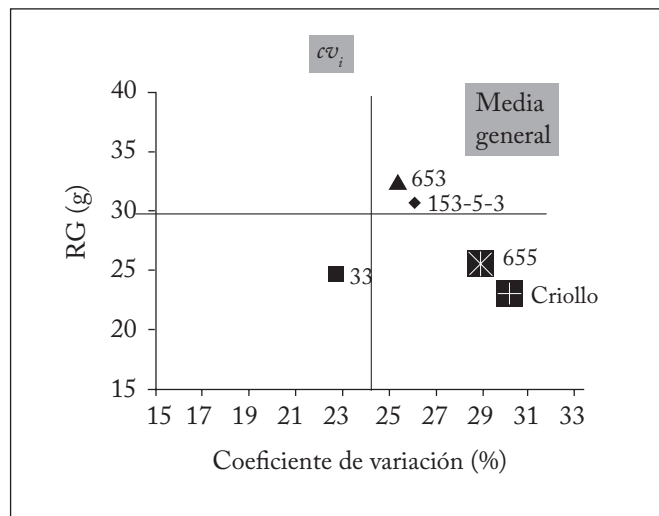 cvᵢ
Media
general
RG (g)
40
35
30
25
20
15
653
153-5-3
33
655
Criollo
15 17 19 21 23 25 27 29 31 33
Coeficiente de variación (%)